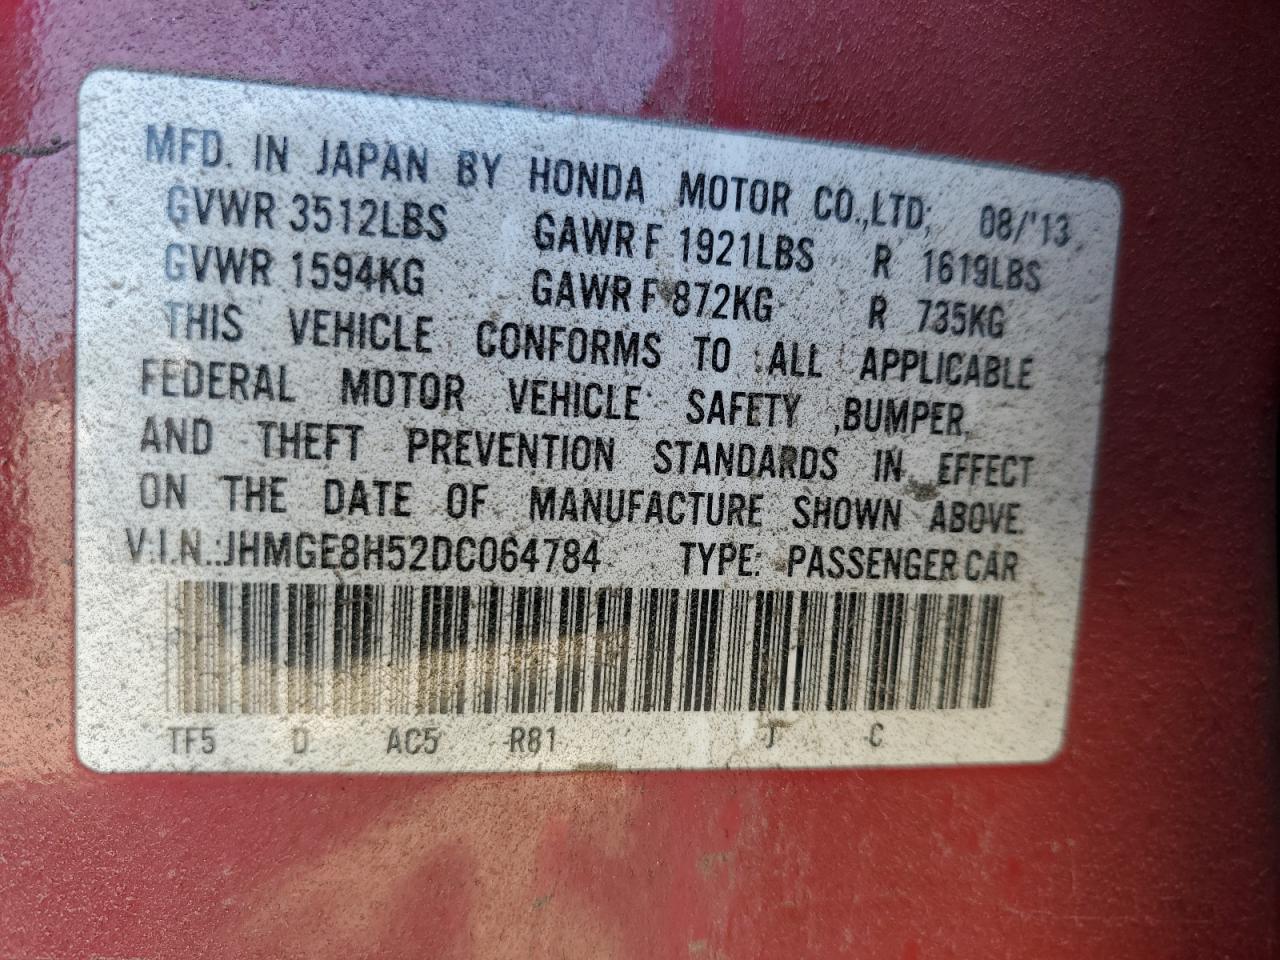 MFD. IN JAPAN BY HONDA MOTOR CO.,LTD; 08/'13
GVWR 3512LBS GAWR F 1921LBS R 1619LBS
GVWR 1594KG GAWR F 872KG R 735KG
THIS VEHICLE CONFORMS TO ALL APPLICABLE
FEDERAL MOTOR VEHICLE SAFETY ,BUMPER,
AND THEFT PREVENTION STANDARDS IN EFFECT
ON THE DATE OF MANUFACTURE SHOWN ABOVE.
V.I.N.:JHMGE8H52DC064784 TYPE: PASSENGER CAR
TF5 D AC5 R81 J C